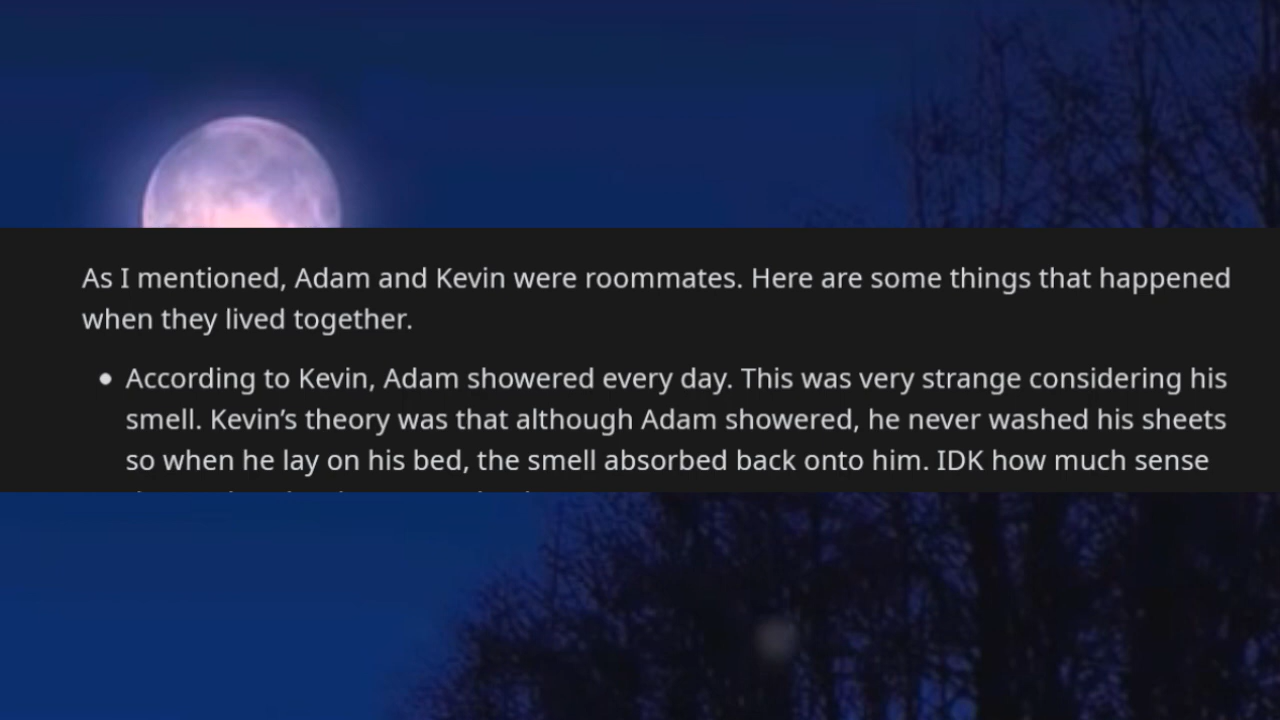 As I mentioned, Adam and Kevin were roommates. Here are some things that happened
when they lived together.
• According to Kevin, Adam showered every day. This was very strange considering his
smell. Kevin’s theory was that although Adam showered, he never washed his sheets
so when he lay on his bed, the smell absorbed back onto him. IDK how much sense